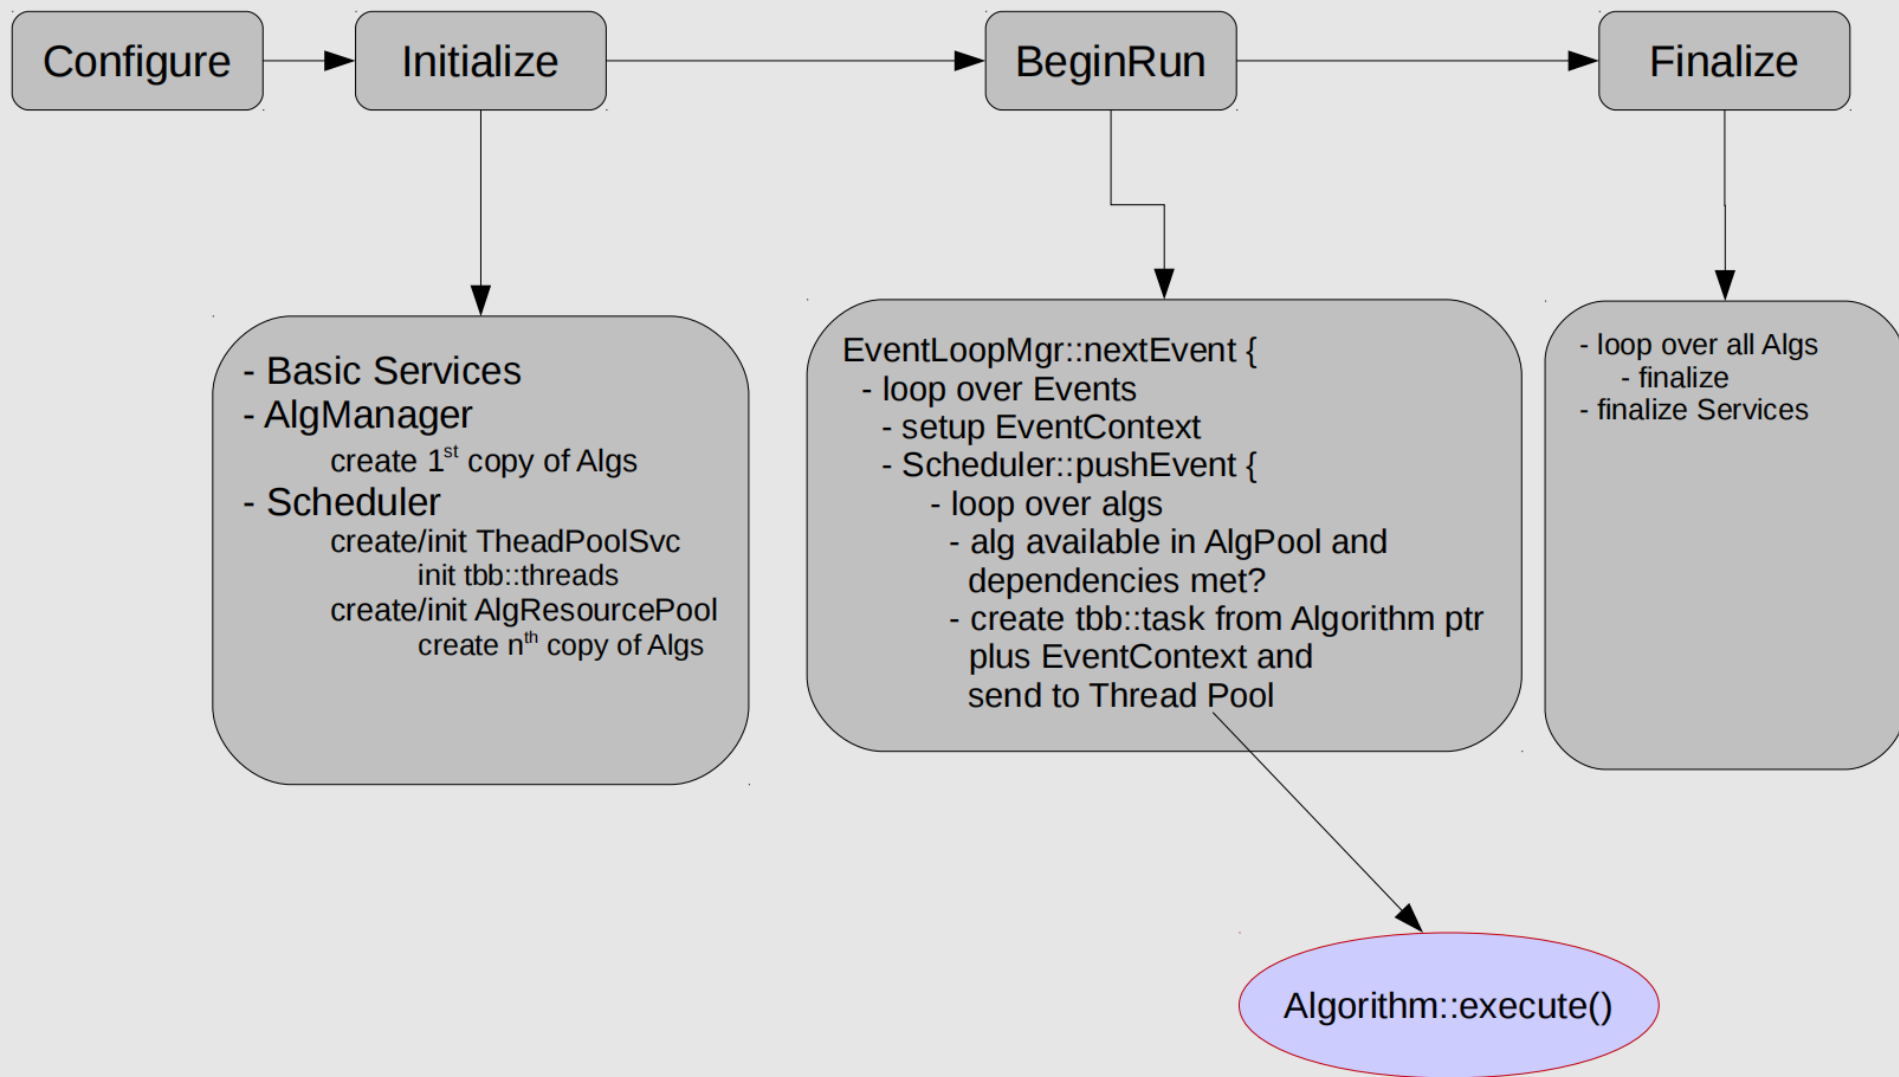 Configure
Initialize
BeginRun
Finalize
- Basic Services
- AlgManager
create 1st copy of Algs
- Scheduler
create/init TheadPoolSvc
init tbb::threads
create/init AlgResourcePool
create nth copy of Algs
EventLoopMgr::nextEvent {
- loop over Events
- setup EventContext
- Scheduler::pushEvent {
- loop over algs
- alg available in AlgPool and
dependencies met?
- create tbb::task from Algorithm ptr
plus EventContext and
send to Thread Pool
- loop over all Algs
- finalize
- finalize Services
Algorithm::execute()